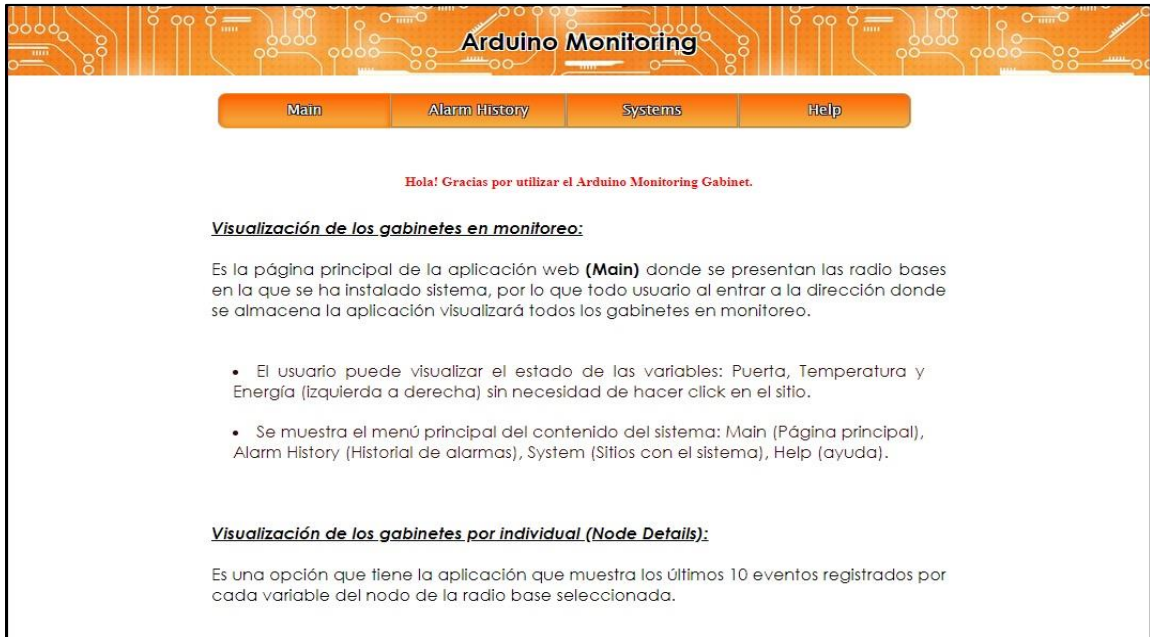 Arduino Monitoring
Main
Alarm History
Systems
Help
Hola! Gracias por utilizar el Arduino Monitoring Gabinet.
Visualización de los gabinetes en monitoreo:
Es la página principal de la aplicación web (Main) donde se presentan las radio bases
en la que se ha instalado sistema, por lo que todo usuario al entrar a la dirección donde
se almacena la aplicación visualizará todos los gabinetes en monitoreo.
• El usuario puede visualizar el estado de las variables: Puerta, Temperatura y
Energía (izquierda a derecha) sin necesidad de hacer click en el sitio.
• Se muestra el menú principal del contenido del sistema: Main (Página principal),
Alarm History (Historial de alarmas), System (Sitios con el sistema), Help (ayuda).
Visualización de los gabinetes por individual (Node Details):
Es una opción que tiene la aplicación que muestra los últimos 10 eventos registrados por
cada variable del nodo de la radio base seleccionada.